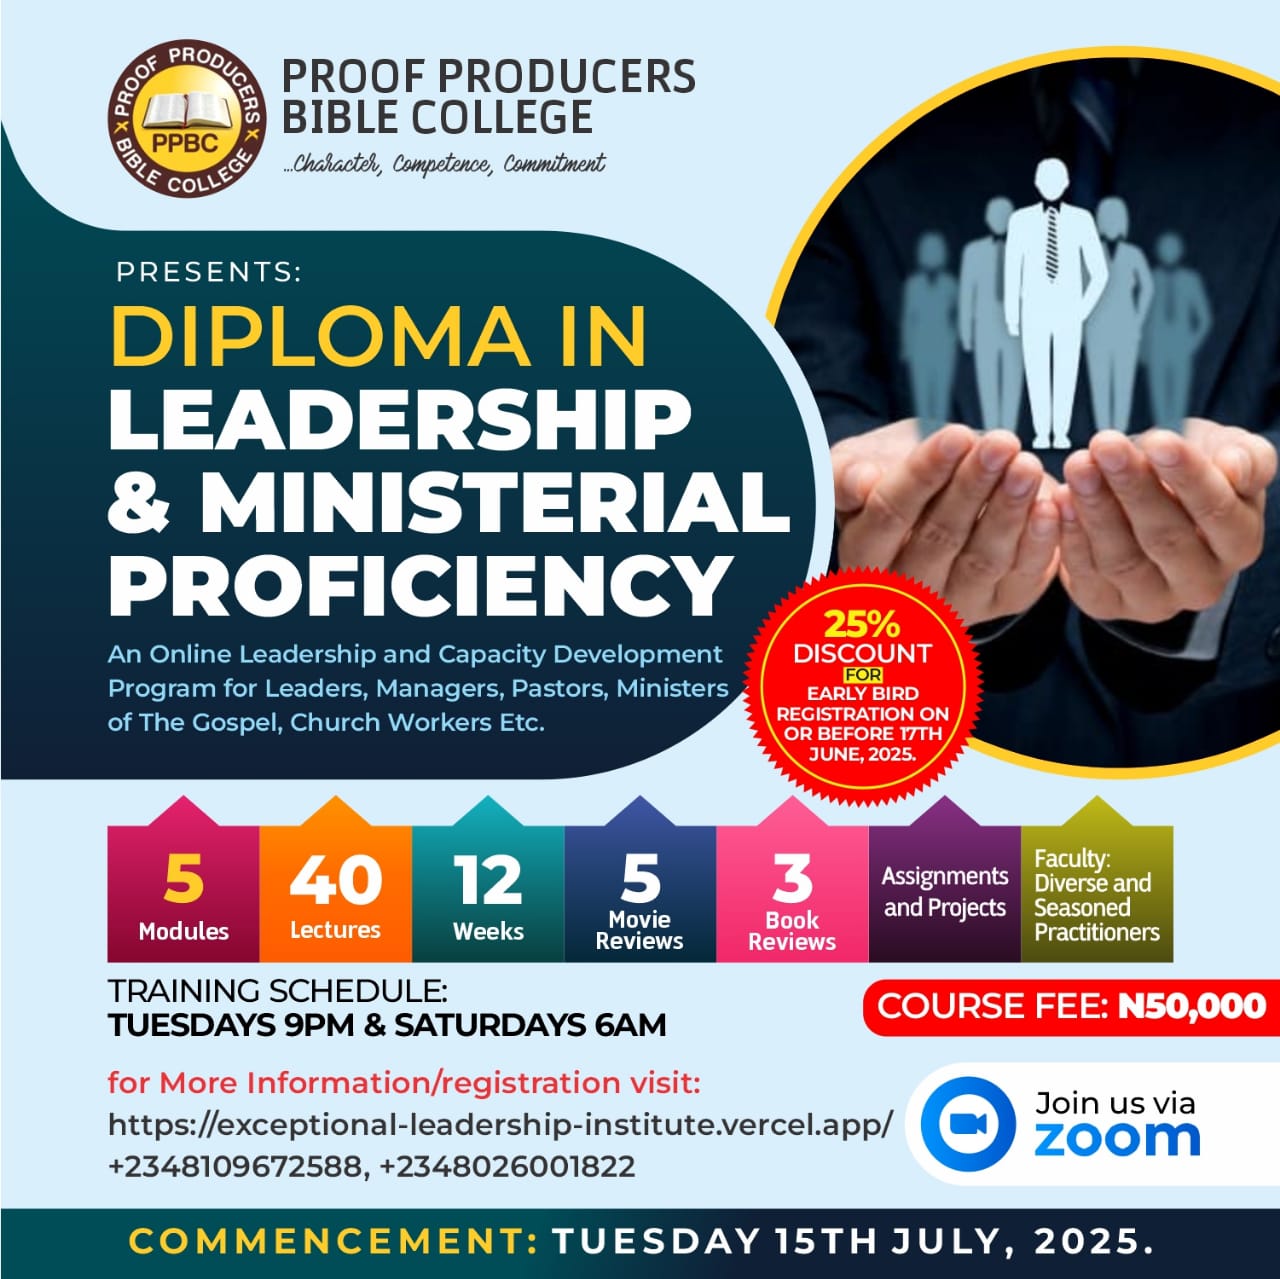 PROOF PRODUCERS
BIBLE COLLEGE
PPBC
PROOF PRODUCERS
BIBLE COLLEGE
...Character, Competence, Commitment
PRESENTS:
DIPLOMA IN
LEADERSHIP
& MINISTERIAL
PROFICIENCY
An Online Leadership and Capacity Development
Program for Leaders, Managers, Pastors, Ministers
of The Gospel, Church Workers Etc.
25%
DISCOUNT
FOR
EARLY BIRD
REGISTRATION ON
OR BEFORE 17TH
JUNE, 2025.
5
Modules
40
Lectures
12
Weeks
5
Movie
Reviews
3
Book
Reviews
Assignments
and Projects
Faculty:
Diverse and
Seasoned
Practitioners
TRAINING SCHEDULE:
TUESDAYS 9PM & SATURDAYS 6AM
COURSE FEE: N50,000
for More Information/registration visit:
https://exceptional-leadership-institute.vercel.app/
+2348109672588, +2348026001822
Join us via
zoom
COMMENCEMENT: TUESDAY 15TH JULY, 2025.